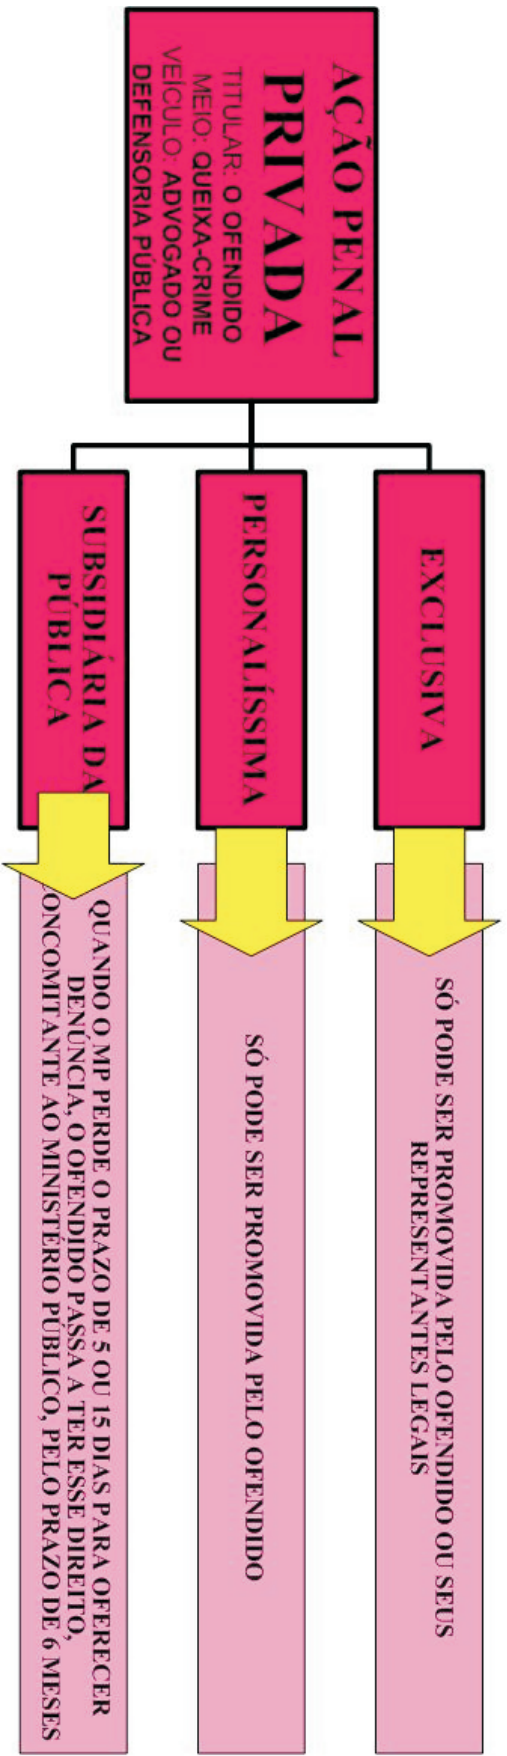 AÇÃO PENAL
PRIVADA
TITULAR: O OFENDIDO
MEIO: QUEIXA-CRIME
VEÍCULO: ADVOGADO OU
DEFENSORIA PÚBLICA
EXCLUSIVA
SÓ PODE SER PROMOVIDA PELO OFENDIDO OU SEUS
REPRESENTANTES LEGAIS
PERSONALÍSSIMA
SÓ PODE SER PROMOVIDA PELO OFENDIDO
SUBSIDIÁRIA DA
PÚBLICA
QUANDO O MP PERDE O PRAZO DE 5 OU 15 DIAS PARA OFERECER
DENÚNCIA, O OFENDIDO PASSA A TER ESSE DIREITO,
CONCOMITANTE AO MINISTÉRIO PÚBLICO, PELO PRAZO DE 6 MESES